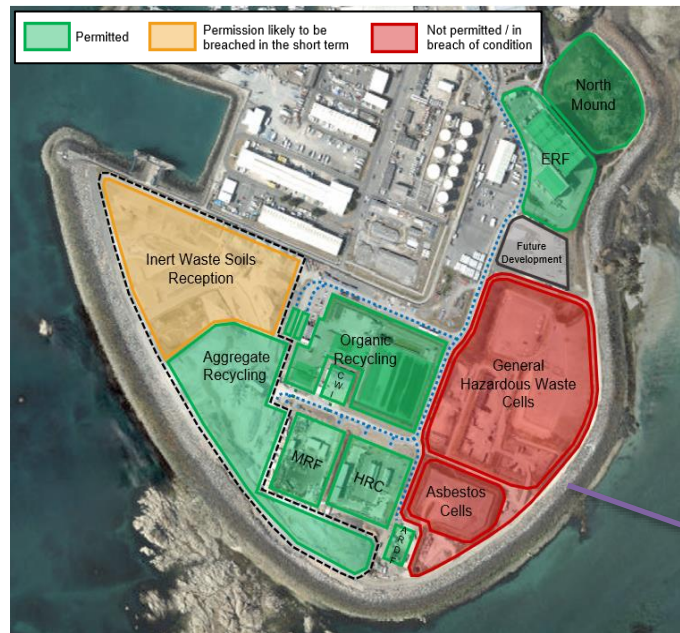 Permitted
Permission likely to be
breached in the short term
Not permitted / in
breach of condition
North
Mound
ERF
Future
Development
Inert Waste Soils
Reception
Organic
Recycling
C
W
I
Aggregate
Recycling
General
Hazardous Waste
Cells
MRF
HRC
Asbestos
Cells